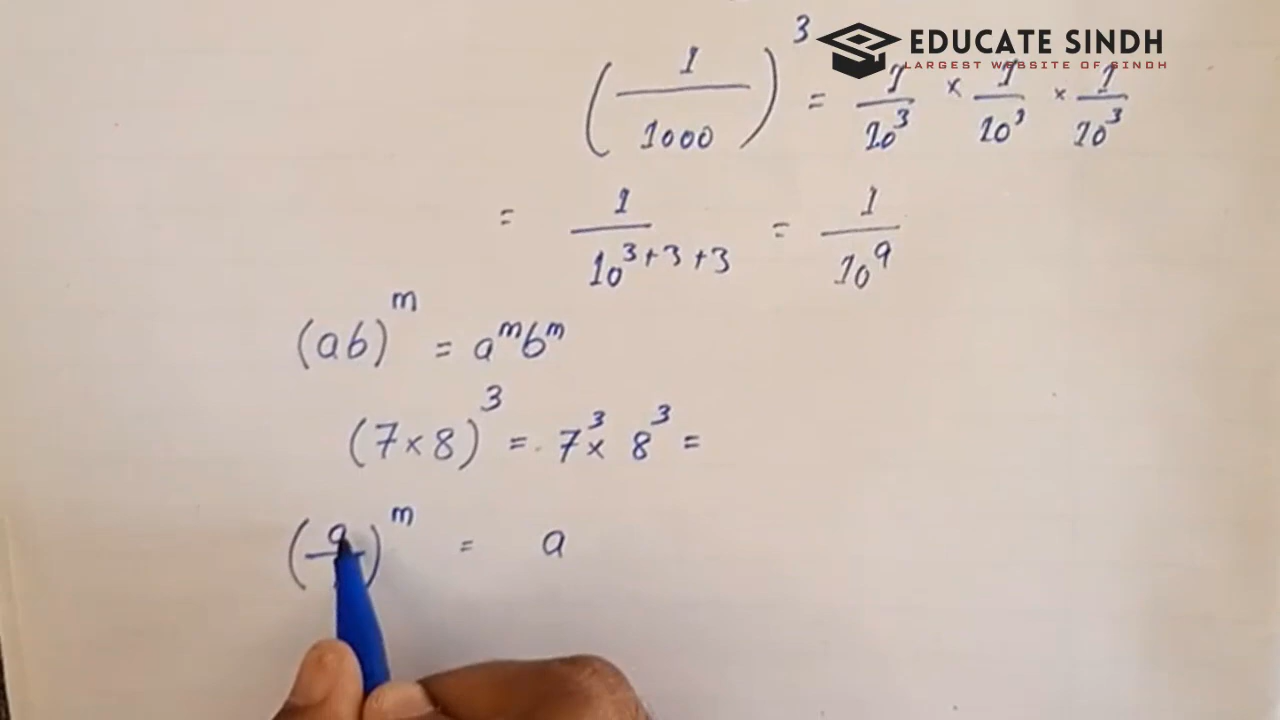 EDUCATE SINDH
LARGEST WEBSITE OF SINDH
(1/1000)^3 = 1/10^3 × 1/10^3 × 1/10^3
= 1/10^(3+3+3) = 1/10^9
(ab)^m = a^m b^m
(7×8)^3 = 7^3 × 8^3 =
(a/ )^m = a